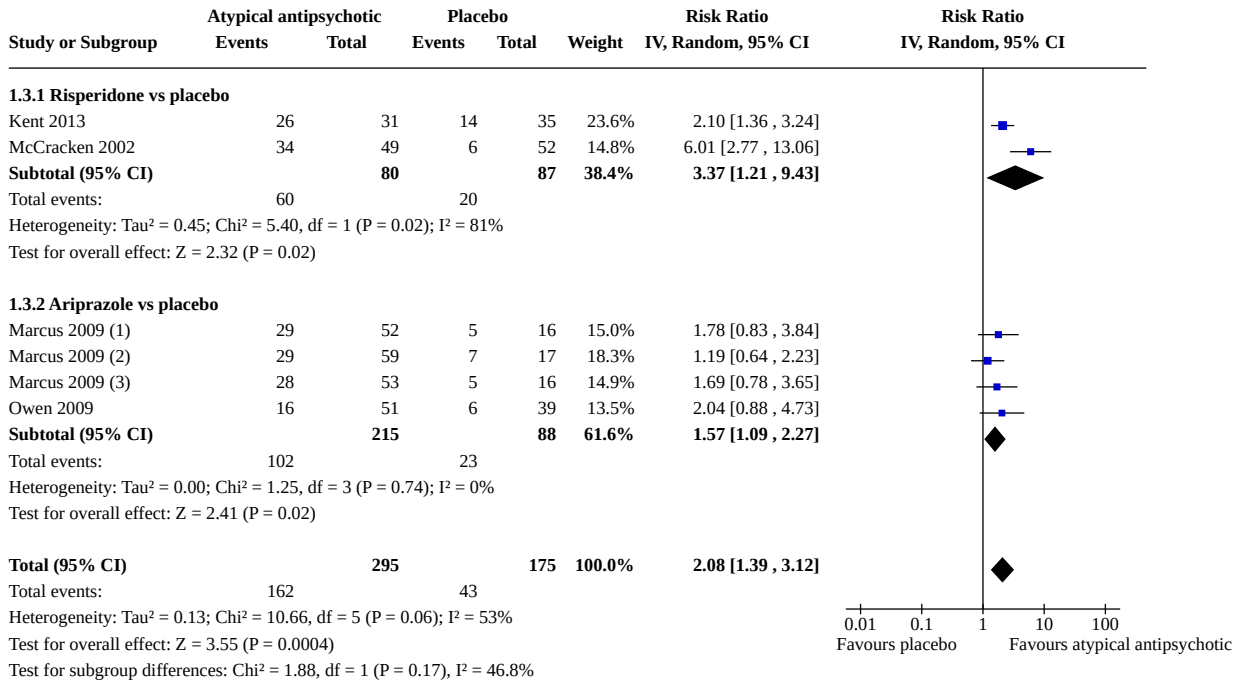 Atypical antipsychotic Placebo Risk Ratio Risk Ratio
Study or Subgroup Events Total Events Total Weight IV, Random, 95% CI IV, Random, 95% CI
1.3.1 Risperidone vs placebo
Kent 2013 26 31 14 35 23.6% 2.10 [1.36 , 3.24]
McCracken 2002 34 49 6 52 14.8% 6.01 [2.77 , 13.06]
Subtotal (95% CI) 80 87 38.4% 3.37 [1.21 , 9.43]
Total events: 60 20
Heterogeneity: Tau² = 0.45; Chi² = 5.40, df = 1 (P = 0.02); I² = 81%
Test for overall effect: Z = 2.32 (P = 0.02)
1.3.2 Ariprazole vs placebo
Marcus 2009 (1) 29 52 5 16 15.0% 1.78 [0.83 , 3.84]
Marcus 2009 (2) 29 59 7 17 18.3% 1.19 [0.64 , 2.23]
Marcus 2009 (3) 28 53 5 16 14.9% 1.69 [0.78 , 3.65]
Owen 2009 16 51 6 39 13.5% 2.04 [0.88 , 4.73]
Subtotal (95% CI) 215 88 61.6% 1.57 [1.09 , 2.27]
Total events: 102 23
Heterogeneity: Tau² = 0.00; Chi² = 1.25, df = 3 (P = 0.74); I² = 0%
Test for overall effect: Z = 2.41 (P = 0.02)
Total (95% CI) 295 175 100.0% 2.08 [1.39 , 3.12]
Total events: 162 43
Heterogeneity: Tau² = 0.13; Chi² = 10.66, df = 5 (P = 0.06); I² = 53%
Test for overall effect: Z = 3.55 (P = 0.0004)
Test for subgroup differences: Chi² = 1.88, df = 1 (P = 0.17), I² = 46.8%
0.01 0.1 1 10 100
Favours placebo Favours atypical antipsychotic